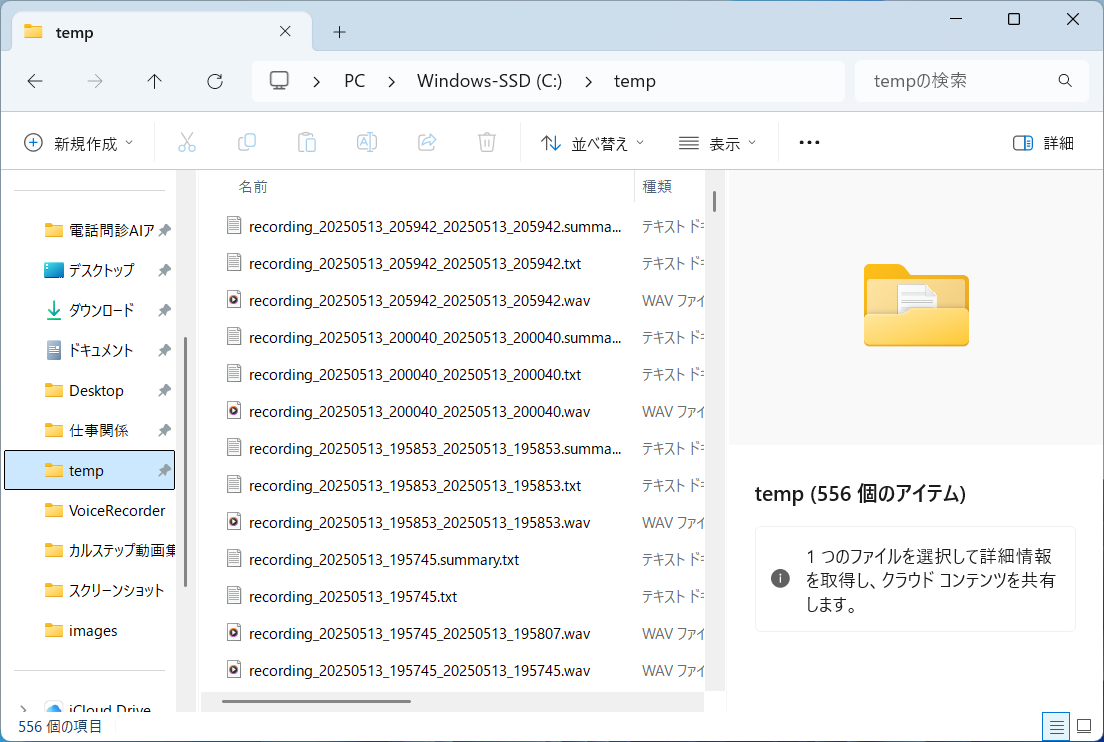 temp
PC > Windows-SSD (C:) > temp
tempの検索
新規作成
並べ替え
表示
詳細
電話問診AIア
デスクトップ
ダウンロード
ドキュメント
Desktop
仕事関係
temp
VoiceRecorder
カルステップ動画集
スクリーンショット
images
iCloud Drive
名前 種類
recording_20250513_205942_20250513_205942.summa... テキスト ドキ
recording_20250513_205942_20250513_205942.txt テキスト ドキ
recording_20250513_205942_20250513_205942.wav WAV ファイ
recording_20250513_200040_20250513_200040.summa... テキスト ドキ
recording_20250513_200040_20250513_200040.txt テキスト ドキ
recording_20250513_200040_20250513_200040.wav WAV ファイ
recording_20250513_195853_20250513_195853.summa... テキスト ドキ
recording_20250513_195853_20250513_195853.txt テキスト ドキ
recording_20250513_195853_20250513_195853.wav WAV ファイ
recording_20250513_195745.summary.txt テキスト ドキ
recording_20250513_195745.txt テキスト ドキ
recording_20250513_195745_20250513_195807.wav WAV ファイ
recording_20250513_195745_20250513_195745.wav WAV ファイ
temp (556 個のアイテム)
1 つのファイルを選択して詳細情報
を取得し、クラウド コンテンツを共有
します。
556 個の項目